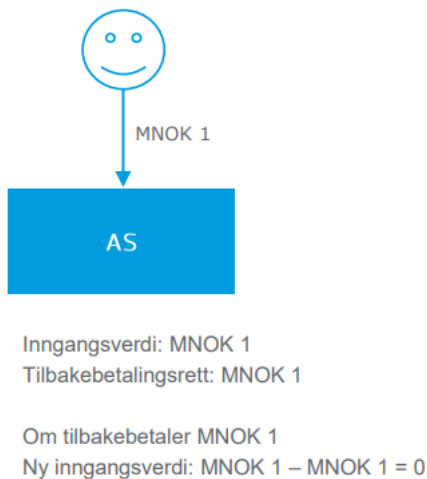 MNOK 1
AS
Inngangsverdi: MNOK 1
Tilbakebetalingsrett: MNOK 1
Om tilbakebetaler MNOK 1
Ny inngangsverdi: MNOK 1 – MNOK 1 = 0